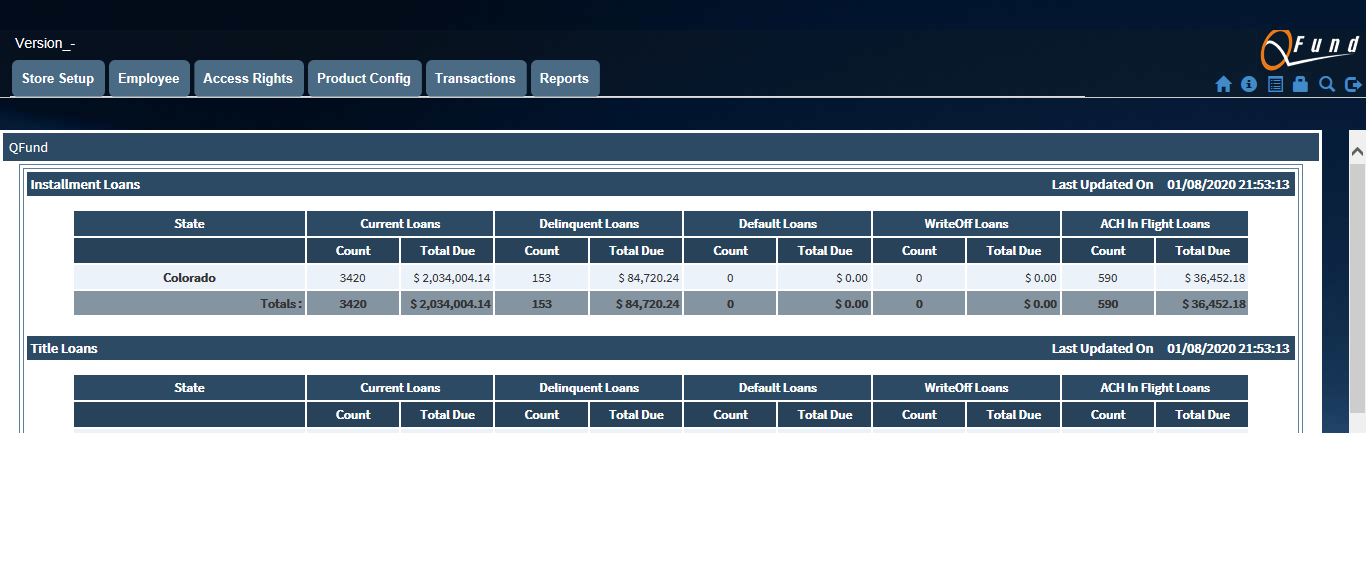 Version_-
QFund
Store Setup Employee Access Rights Product Config Transactions Reports
QFund
Installment Loans Last Updated On 01/08/2020 21:53:13
State Current Loans Delinquent Loans Default Loans WriteOff Loans ACH In Flight Loans
Count Total Due Count Total Due Count Total Due Count Total Due Count Total Due
Colorado 3420 $ 2,034,004.14 153 $ 84,720.24 0 $ 0.00 0 $ 0.00 590 $ 36,452.18
Totals : 3420 $ 2,034,004.14 153 $ 84,720.24 0 $ 0.00 0 $ 0.00 590 $ 36,452.18
Title Loans Last Updated On 01/08/2020 21:53:13
State Current Loans Delinquent Loans Default Loans WriteOff Loans ACH In Flight Loans
Count Total Due Count Total Due Count Total Due Count Total Due Count Total Due